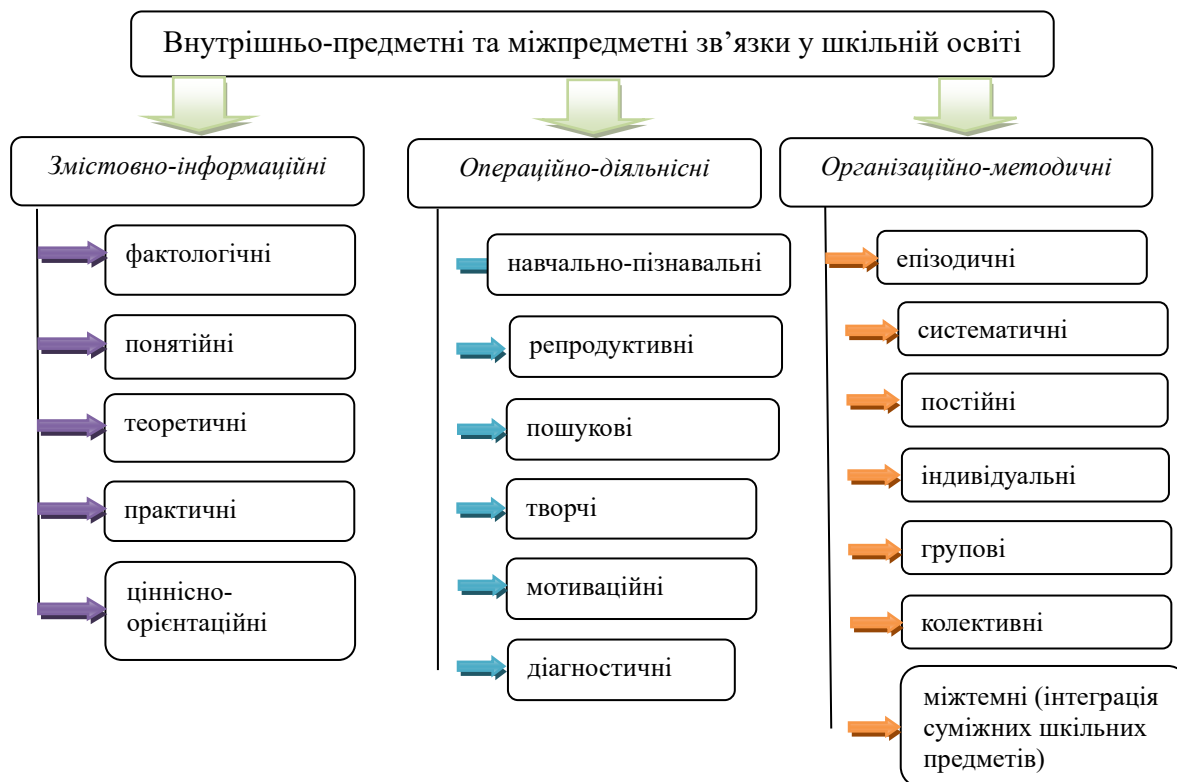 Внутрішньо-предметні та міжпредметні зв’язки у шкільній освіті
Змістовно-інформаційні
фактологічні
понятійні
теоретичні
практичні
ціннісно-
орієнтаційні
Операційно-діяльнісні
навчально-пізнавальні
репродуктивні
пошукові
творчі
мотиваційні
діагностичні
Організаційно-методичні
епізодичні
систематичні
постійні
індивідуальні
групові
колективні
міжтемні (інтеграція
суміжних шкільних
предметів)